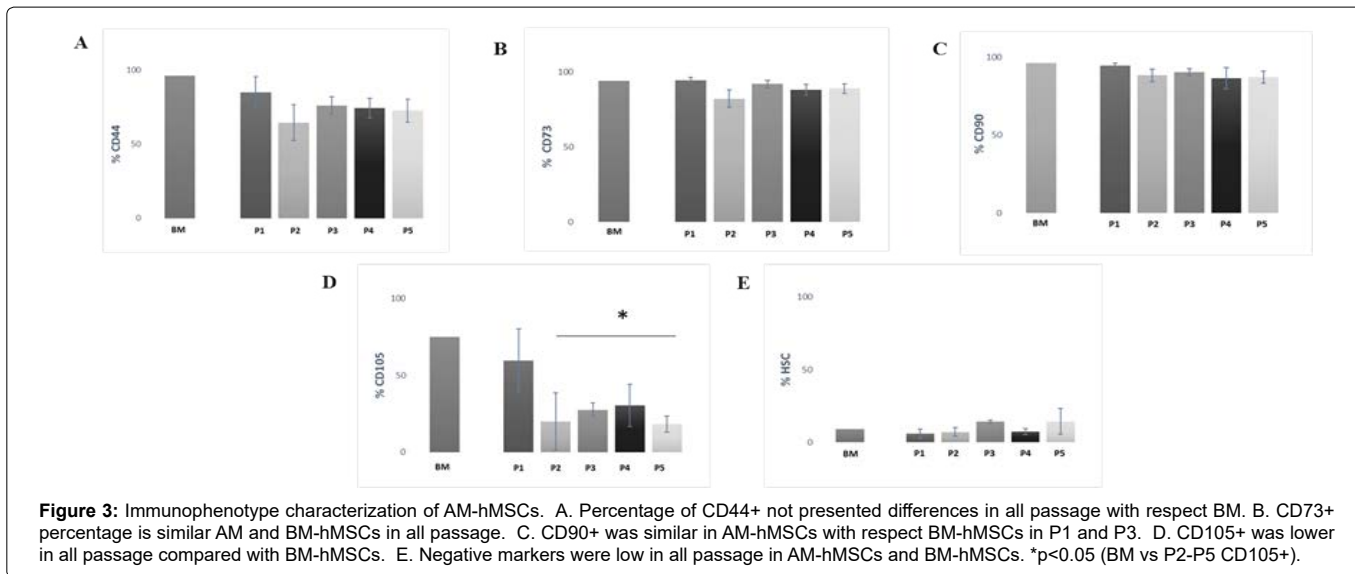 A
100
50
0
% CD44
BM
P1
P2
P3
P4
P5
B
100
50
0
% CD73
BM
P1
P2
P3
P4
P5
C
100
50
0
% CD90
BM
P1
P2
P3
P4
P5
D
100
*
50
0
% CD105
BM
P1
P2
P3
P4
P5
E
100
50
0
% HSC
BM
P1
P2
P3
P4
P5
Figure 3: Immunophenotype characterization of AM-hMSCs. A. Percentage of CD44+ not presented differences in all passage with respect BM. B. CD73+
percentage is similar AM and BM-hMSCs in all passage. C. CD90+ was similar in AM-hMSCs with respect BM-hMSCs in P1 and P3. D. CD105+ was lower
in all passage compared with BM-hMSCs. E. Negative markers were low in all passage in AM-hMSCs and BM-hMSCs. *p<0.05 (BM vs P2-P5 CD105+).